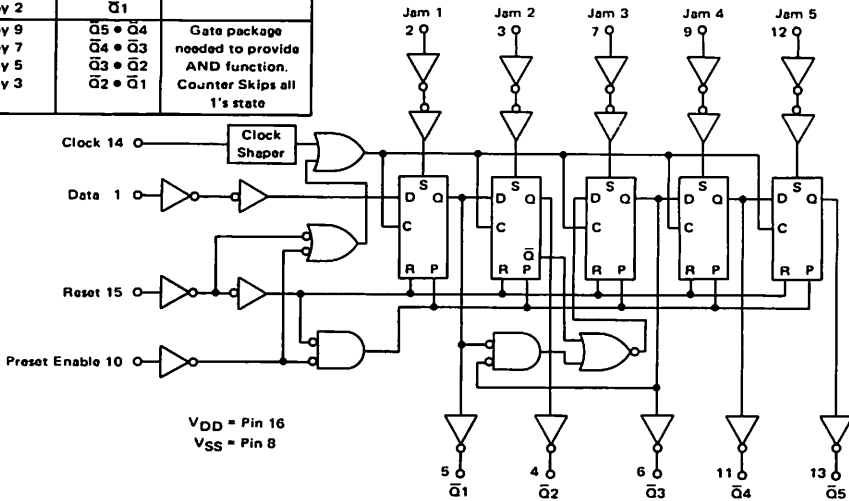 y 2 Q̄1
y 9 Q̄5 • Q̄4 Gate package
y 7 Q̄4 • Q̄3 needed to provide
y 5 Q̄3 • Q̄2 AND function.
y 3 Q̄2 • Q̄1 Counter Skips all
1's state
Jam 1 Jam 2 Jam 3 Jam 4 Jam 5
2 3 7 9 12
Clock 14
Clock
Shaper
Data 1
S S S S S
D Q D Q D Q D Q D Q
C C C C C
Q̄
R P R P R P R P R P
Reset 15
Preset Enable 10
VDD = Pin 16
VSS = Pin 8
5 4 6 11 13
Q̄1 Q̄2 Q̄3 Q̄4 Q̄5